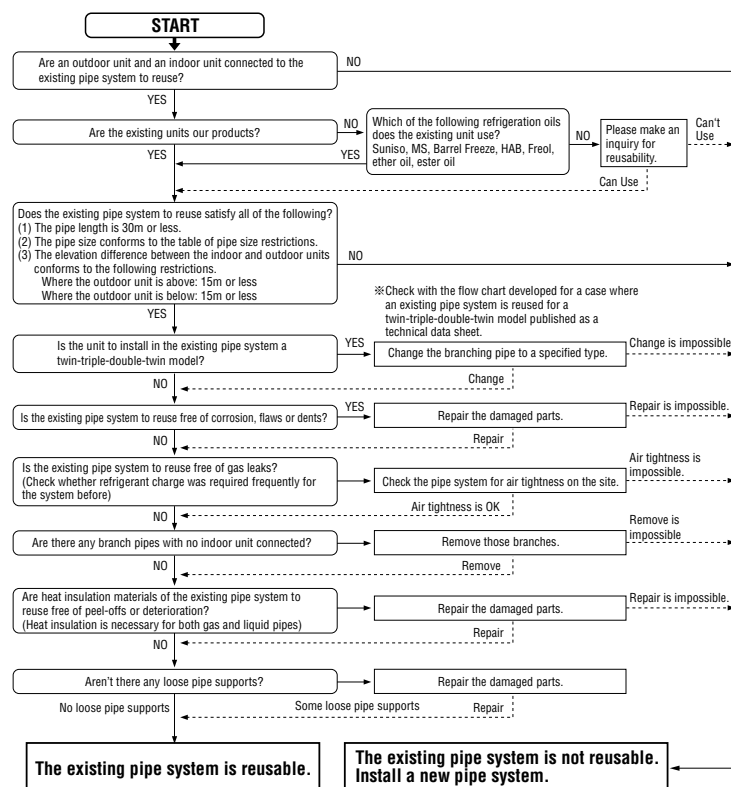 START
Are an outdoor unit and an indoor unit connected to the
existing pipe system to reuse?
NO
YES
Are the existing units our products?
NO
Which of the following refrigeration oils
does the existing unit use?
Suniso, MS, Barrel Freeze, HAB, Freol,
ether oil, ester oil
NO
Please make an
inquiry for
reusability.
Can't
Use
YES
YES
Can Use
Does the existing pipe system to reuse satisfy all of the following?
(1) The pipe length is 30m or less.
(2) The pipe size conforms to the table of pipe size restrictions.
(3) The elevation difference between the indoor and outdoor units
conforms to the following restrictions.
Where the outdoor unit is above: 15m or less
Where the outdoor unit is below: 15m or less
NO
YES
※Check with the flow chart developed for a case where
an existing pipe system is reused for a
twin-triple-double-twin model published as a
technical data sheet.
Is the unit to install in the existing pipe system a
twin-triple-double-twin model?
YES
Change the branching pipe to a specified type.
Change is impossible.
NO
Change
Is the existing pipe system to reuse free of corrosion, flaws or dents?
YES
Repair the damaged parts.
Repair is impossible.
NO
Repair
Is the existing pipe system to reuse free of gas leaks?
(Check whether refrigerant charge was required frequently for
the system before)
Check the pipe system for air tightness on the site.
Air tightness is
impossible.
NO
Air tightness is OK
Are there any branch pipes with no indoor unit connected?
Remove those branches.
Remove is
impossible
NO
Remove
Are heat insulation materials of the existing pipe system to
reuse free of peel-offs or deterioration?
(Heat insulation is necessary for both gas and liquid pipes)
Repair the damaged parts.
Repair is impossible.
NO
Repair
Aren't there any loose pipe supports?
Repair the damaged parts.
No loose pipe supports
Some loose pipe supports
Repair
The existing pipe system is reusable.
The existing pipe system is not reusable.
Install a new pipe system.